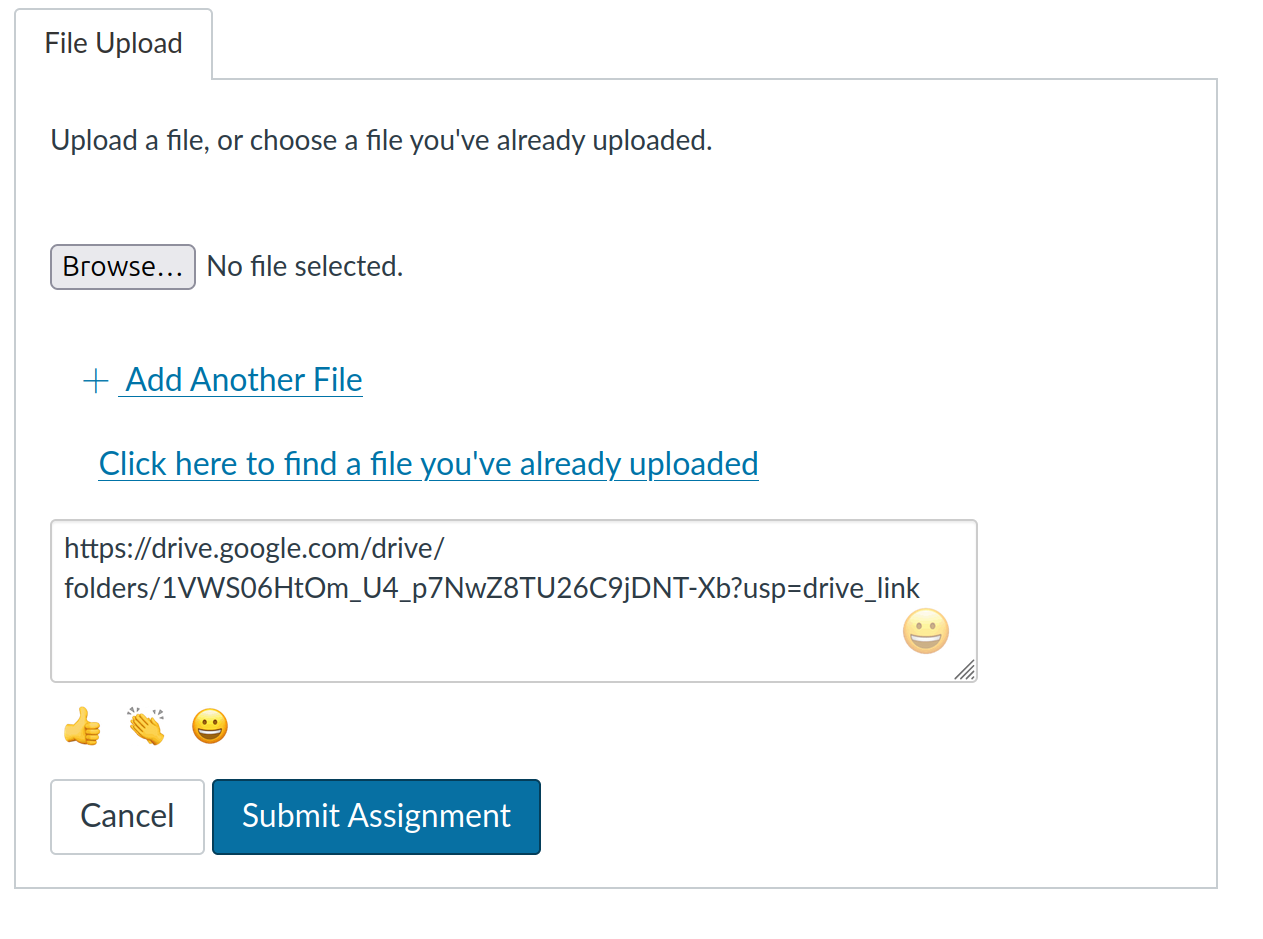 File Upload
Upload a file, or choose a file you've already uploaded.
Browse... No file selected.
+ Add Another File
Click here to find a file you've already uploaded
https://drive.google.com/drive/
folders/1VWS06HtOm_U4_p7NwZ8TU26C9jDNT-Xb?usp=drive_link
Cancel Submit Assignment